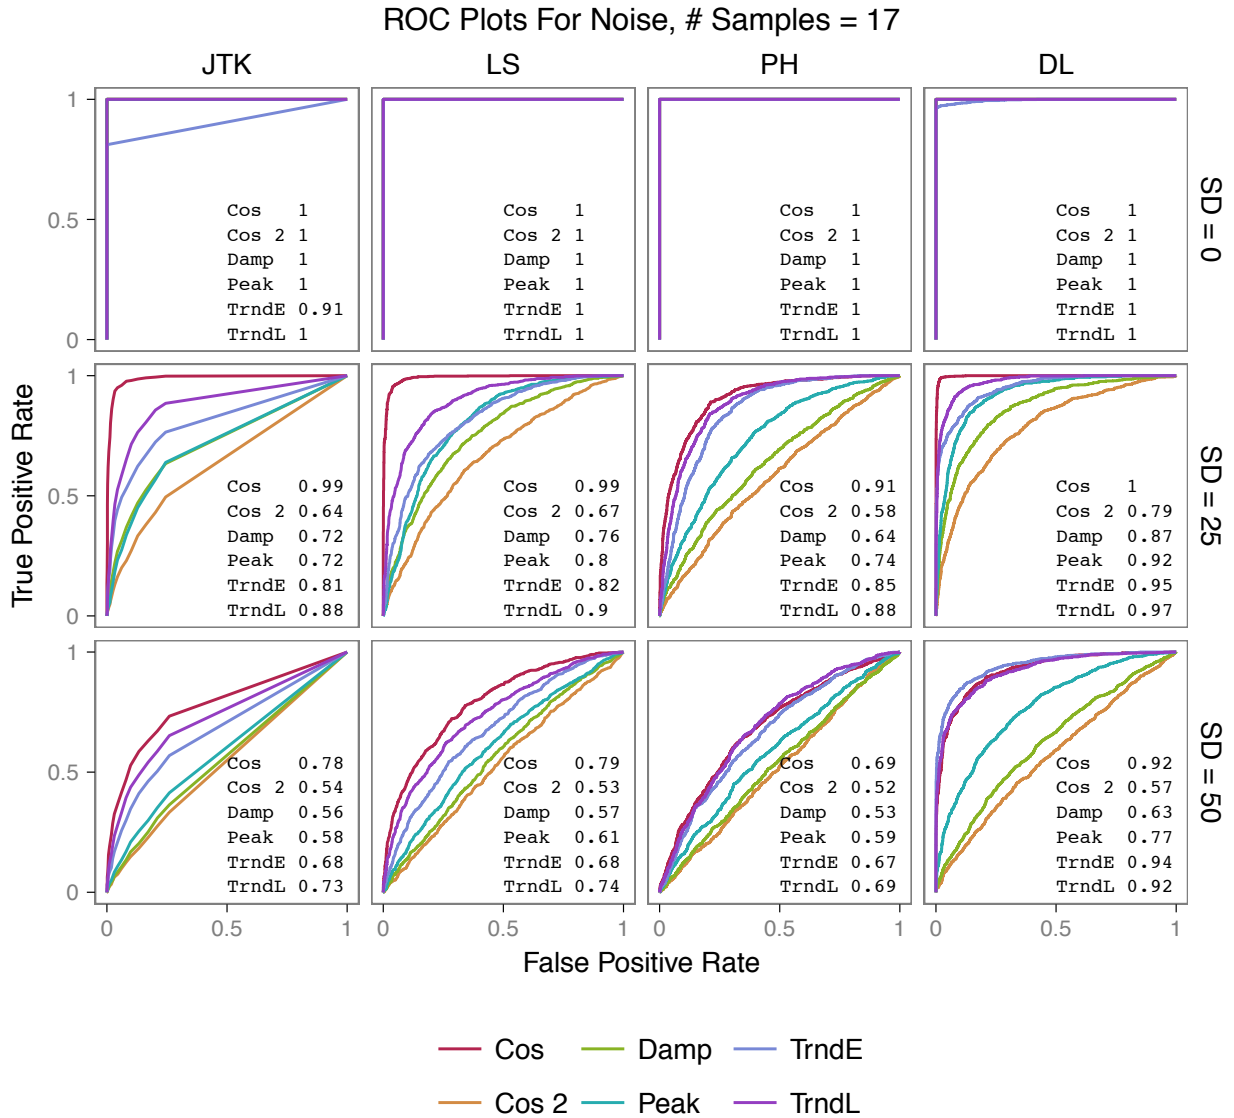 ROC Plots For Noise, # Samples = 17
JTK LS PH DL
1
0.5
0
Cos 1
Cos 2 1
Damp 1
Peak 1
TrndE 0.91
TrndL 1
Cos 1
Cos 2 1
Damp 1
Peak 1
TrndE 1
TrndL 1
Cos 1
Cos 2 1
Damp 1
Peak 1
TrndE 1
TrndL 1
Cos 1
Cos 2 1
Damp 1
Peak 1
TrndE 1
TrndL 1
SD = 0
True Positive Rate
1
0.5
0
Cos 0.99
Cos 2 0.64
Damp 0.72
Peak 0.72
TrndE 0.81
TrndL 0.88
Cos 0.99
Cos 2 0.67
Damp 0.76
Peak 0.8
TrndE 0.82
TrndL 0.9
Cos 0.91
Cos 2 0.58
Damp 0.64
Peak 0.74
TrndE 0.85
TrndL 0.88
Cos 1
Cos 2 0.79
Damp 0.87
Peak 0.92
TrndE 0.95
TrndL 0.97
SD = 25
1
0.5
0
Cos 0.78
Cos 2 0.54
Damp 0.56
Peak 0.58
TrndE 0.68
TrndL 0.73
Cos 0.79
Cos 2 0.53
Damp 0.57
Peak 0.61
TrndE 0.68
TrndL 0.74
Cos 0.69
Cos 2 0.52
Damp 0.53
Peak 0.59
TrndE 0.67
TrndL 0.69
Cos 0.92
Cos 2 0.57
Damp 0.63
Peak 0.77
TrndE 0.94
TrndL 0.92
SD = 50
0 0.5 1 0 0.5 1 0 0.5 1 0 0.5 1
False Positive Rate
Cos Damp TrndE
Cos 2 Peak TrndL